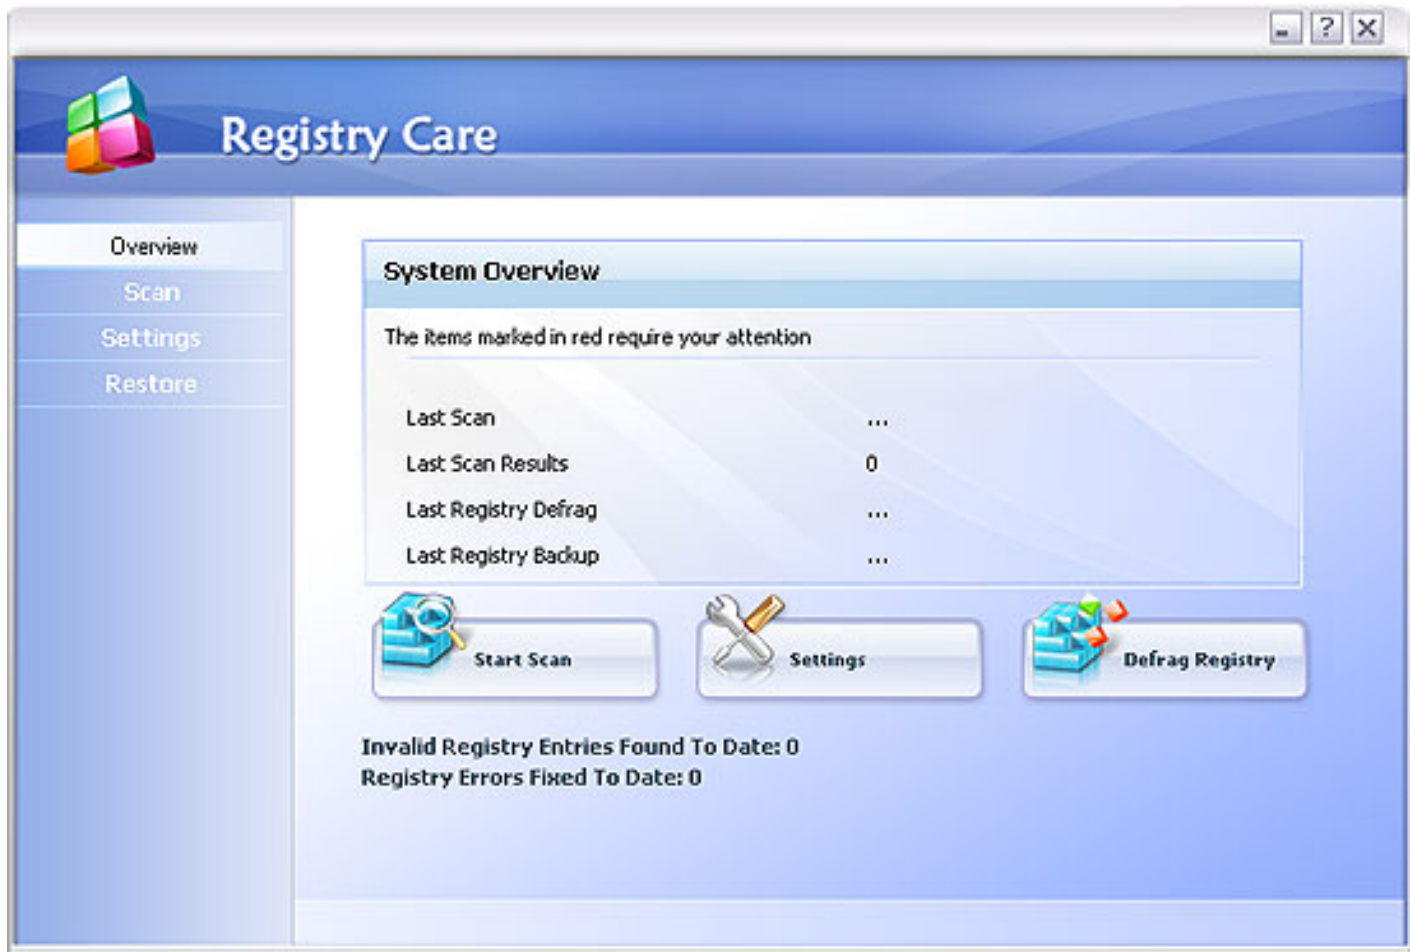 Registry Care
Overview
Scan
Settings
Restore
System Overview
The items marked in red require your attention
Last Scan ...
Last Scan Results 0
Last Registry Defrag ...
Last Registry Backup ...
Start Scan Settings Defrag Registry
Invalid Registry Entries Found To Date: 0
Registry Errors Fixed To Date: 0